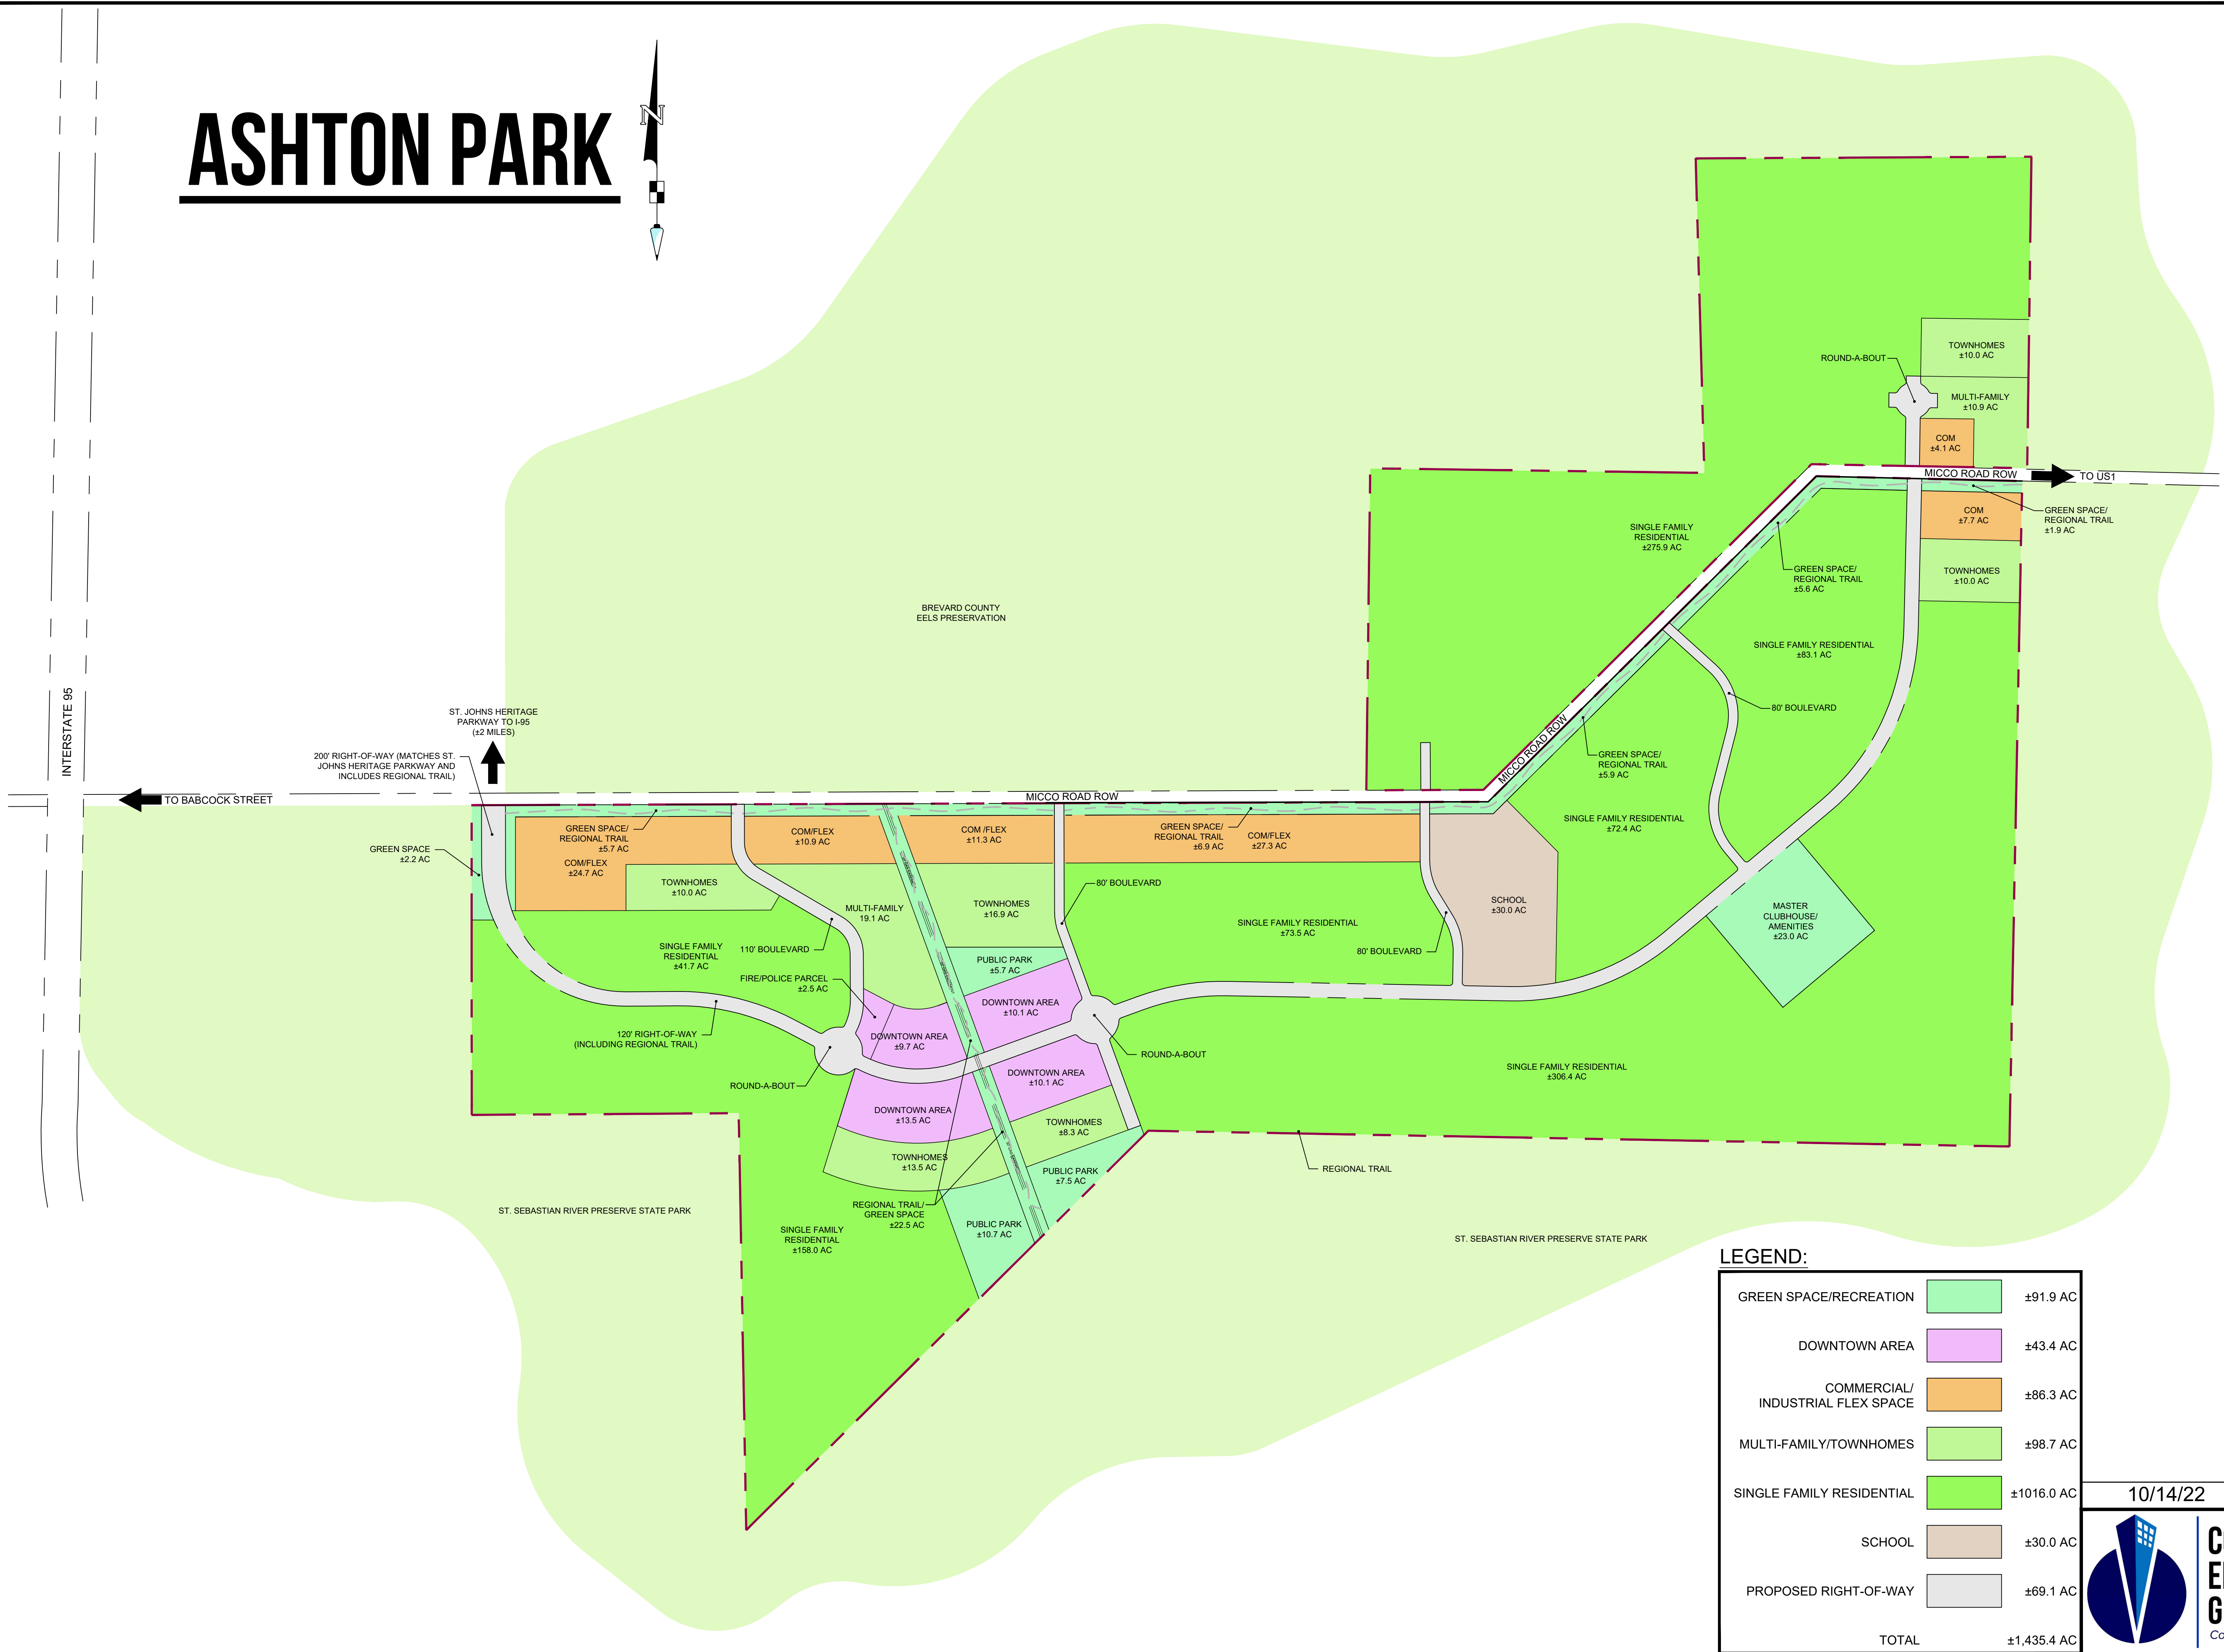 ASHTON PARK
N
INTERSTATE 95
ST. JOHNS HERITAGE
PARKWAY TO I-95
(±2 MILES)
200' RIGHT-OF-WAY (MATCHES ST.
JOHNS HERITAGE PARKWAY AND
INCLUDES REGIONAL TRAIL)
TO BABCOCK STREET
BREVARD COUNTY
EELS PRESERVATION
TOWNHOMES
±10.0 AC
ROUND-A-BOUT
MULTI-FAMILY
±10.9 AC
COM
±4.1 AC
MICCO ROAD ROW
TO US1
COM
±7.7 AC
GREEN SPACE/
REGIONAL TRAIL
±1.9 AC
SINGLE FAMILY
RESIDENTIAL
±275.9 AC
GREEN SPACE/
REGIONAL TRAIL
±5.6 AC
TOWNHOMES
±10.0 AC
SINGLE FAMILY RESIDENTIAL
±83.1 AC
80' BOULEVARD
MICCO ROAD ROW
GREEN SPACE/
REGIONAL TRAIL
±5.9 AC
MICCO ROAD ROW
GREEN SPACE
±2.2 AC
GREEN SPACE/
REGIONAL TRAIL
±5.7 AC
COM/FLEX
±24.7 AC
COM/FLEX
±10.9 AC
COM /FLEX
±11.3 AC
GREEN SPACE/
REGIONAL TRAIL
±6.9 AC
COM/FLEX
±27.3 AC
SINGLE FAMILY RESIDENTIAL
±72.4 AC
TOWNHOMES
±10.0 AC
MULTI-FAMILY
19.1 AC
TOWNHOMES
±16.9 AC
80' BOULEVARD
SINGLE FAMILY RESIDENTIAL
±73.5 AC
SCHOOL
±30.0 AC
MASTER
CLUBHOUSE/
AMENITIES
±23.0 AC
SINGLE FAMILY
RESIDENTIAL
±41.7 AC
110' BOULEVARD
80' BOULEVARD
FIRE/POLICE PARCEL
±2.5 AC
PUBLIC PARK
±5.7 AC
DOWNTOWN AREA
±10.1 AC
120' RIGHT-OF-WAY
(INCLUDING REGIONAL TRAIL)
DOWNTOWN AREA
±9.7 AC
ROUND-A-BOUT
ROUND-A-BOUT
DOWNTOWN AREA
±10.1 AC
SINGLE FAMILY RESIDENTIAL
±306.4 AC
DOWNTOWN AREA
±13.5 AC
TOWNHOMES
±8.3 AC
TOWNHOMES
±13.5 AC
PUBLIC PARK
±7.5 AC
REGIONAL TRAIL
REGIONAL TRAIL/
GREEN SPACE
±22.5 AC
PUBLIC PARK
±10.7 AC
ST. SEBASTIAN RIVER PRESERVE STATE PARK
SINGLE FAMILY
RESIDENTIAL
±158.0 AC
ST. SEBASTIAN RIVER PRESERVE STATE PARK
LEGEND:
GREEN SPACE/RECREATION ±91.9 AC
DOWNTOWN AREA ±43.4 AC
COMMERCIAL/
INDUSTRIAL FLEX SPACE ±86.3 AC
MULTI-FAMILY/TOWNHOMES ±98.7 AC
SINGLE FAMILY RESIDENTIAL ±1016.0 AC
SCHOOL ±30.0 AC
PROPOSED RIGHT-OF-WAY ±69.1 AC
TOTAL ±1,435.4 AC
10/14/22